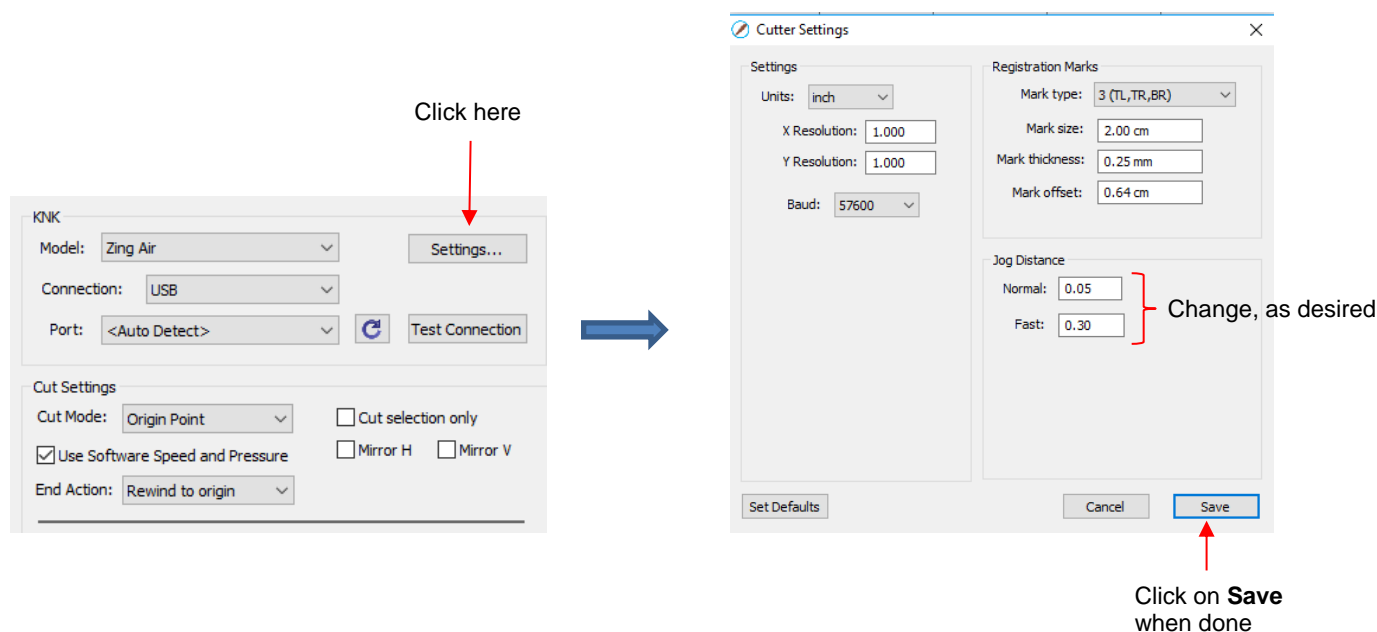 Click here
KNK
Model: Zing Air Settings...
Connection: USB
Port: <Auto Detect> Test Connection
Cut Settings
Cut Mode: Origin Point Cut selection only
Use Software Speed and Pressure Mirror H Mirror V
End Action: Rewind to origin
Cutter Settings
Settings
Units: inch
X Resolution: 1.000
Y Resolution: 1.000
Baud: 57600
Registration Marks
Mark type: 3 (TL,TR,BR)
Mark size: 2.00 cm
Mark thickness: 0.25 mm
Mark offset: 0.64 cm
Jog Distance
Normal: 0.05
Fast: 0.30
Change, as desired
Set Defaults Cancel Save
Click on Save
when done